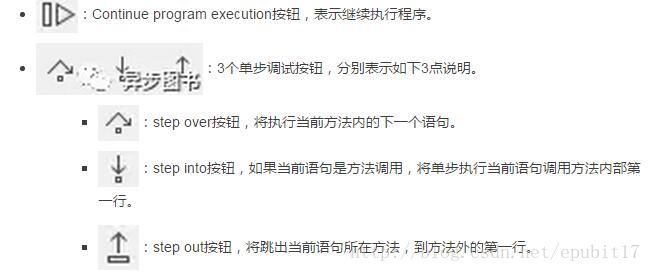 ：Continue program execution按钮，表示继续执行程序。
异步图书 ：3个单步调试按钮，分别表示如下3点说明。
：step over按钮，将执行当前方法内的下一个语句。
：step into按钮，如果当前语句是方法调用，将单步执行当前语句调用方法内部第
一行。
：step out按钮，将跳出当前语句所在方法，到方法外的第一行。
http://blog.csdn.net/epubit17